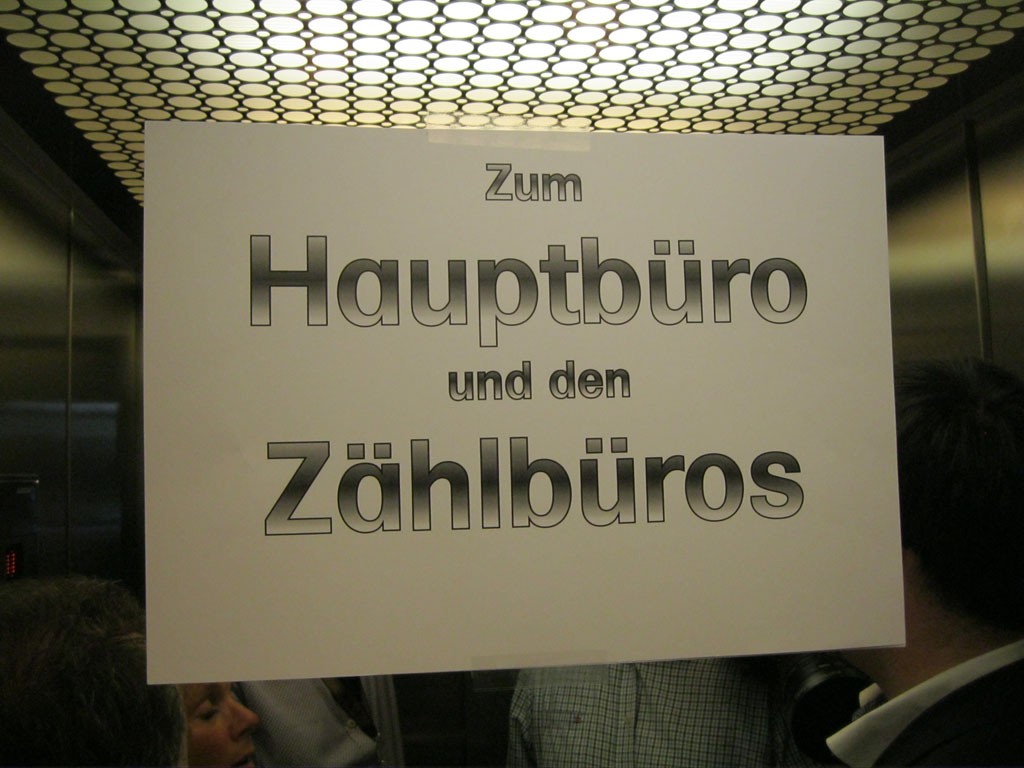 Zum
Hauptbüro
und den
Zählbüros